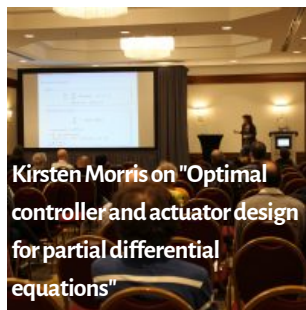 Kirsten Morris on "Optimal
controller and actuator design
for partial differential
equations"